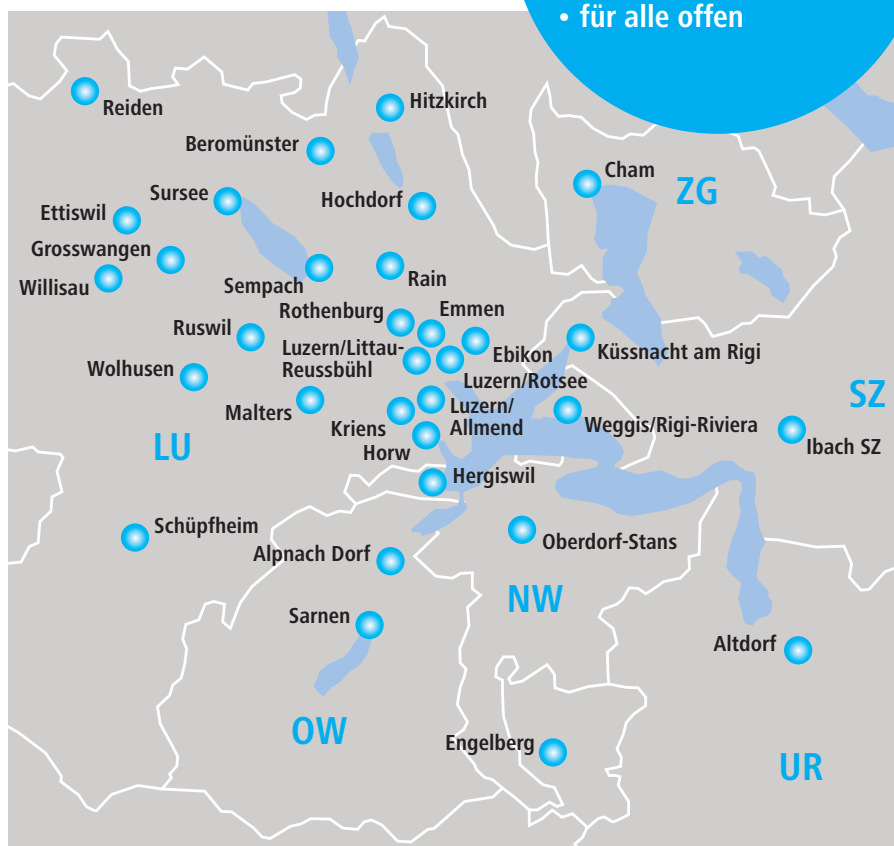 • für alle offen
Reiden
Hitzkirch
Beromünster
Cham
ZG
Sursee
Hochdorf
Ettiswil
Grosswangen
Willisau
Sempach
Rain
Rothenburg
Emmen
Ruswil
Luzern/Littau-
Reussbühl
Ebikon
Küssnacht am Rigi
Wolhusen
Luzern/Rotsee
Malters
Luzern/
Allmend
Kriens
Weggis/Rigi-Riviera
SZ
Ibach SZ
LU
Horw
Hergiswil
Schüpfheim
Alpnach Dorf
Oberdorf-Stans
NW
Sarnen
Altdorf
OW
Engelberg
UR